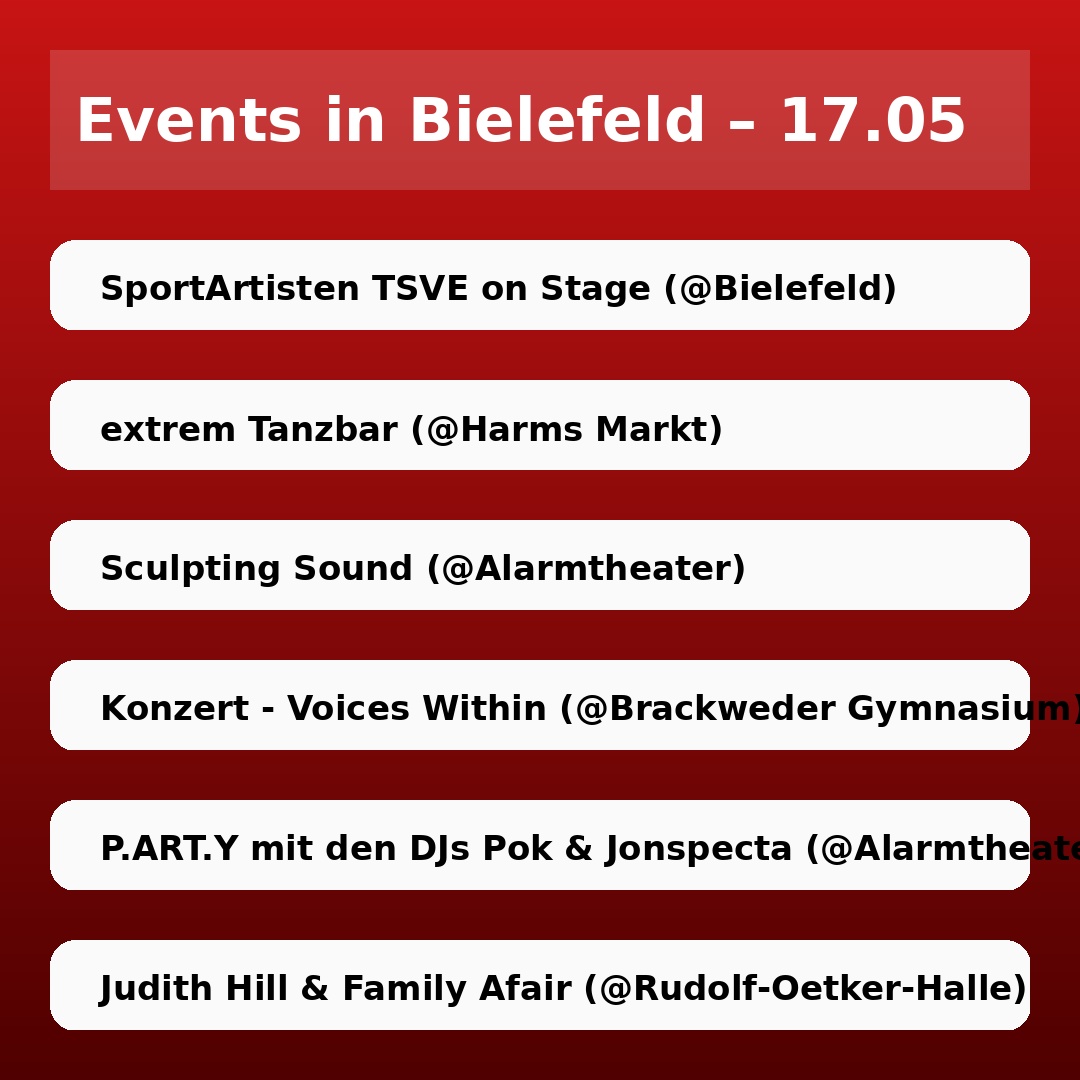 Events in Bielefeld – 17.05
SportArtisten TSVE on Stage (@Bielefeld)
extrem Tanzbar (@Harms Markt)
Sculpting Sound (@Alarmtheater)
Konzert - Voices Within (@Brackweder Gymnasium)
P.ART.Y mit den DJs Pok & Jonspecta (@Alarmtheate
Judith Hill & Family Afair (@Rudolf-Oetker-Halle)